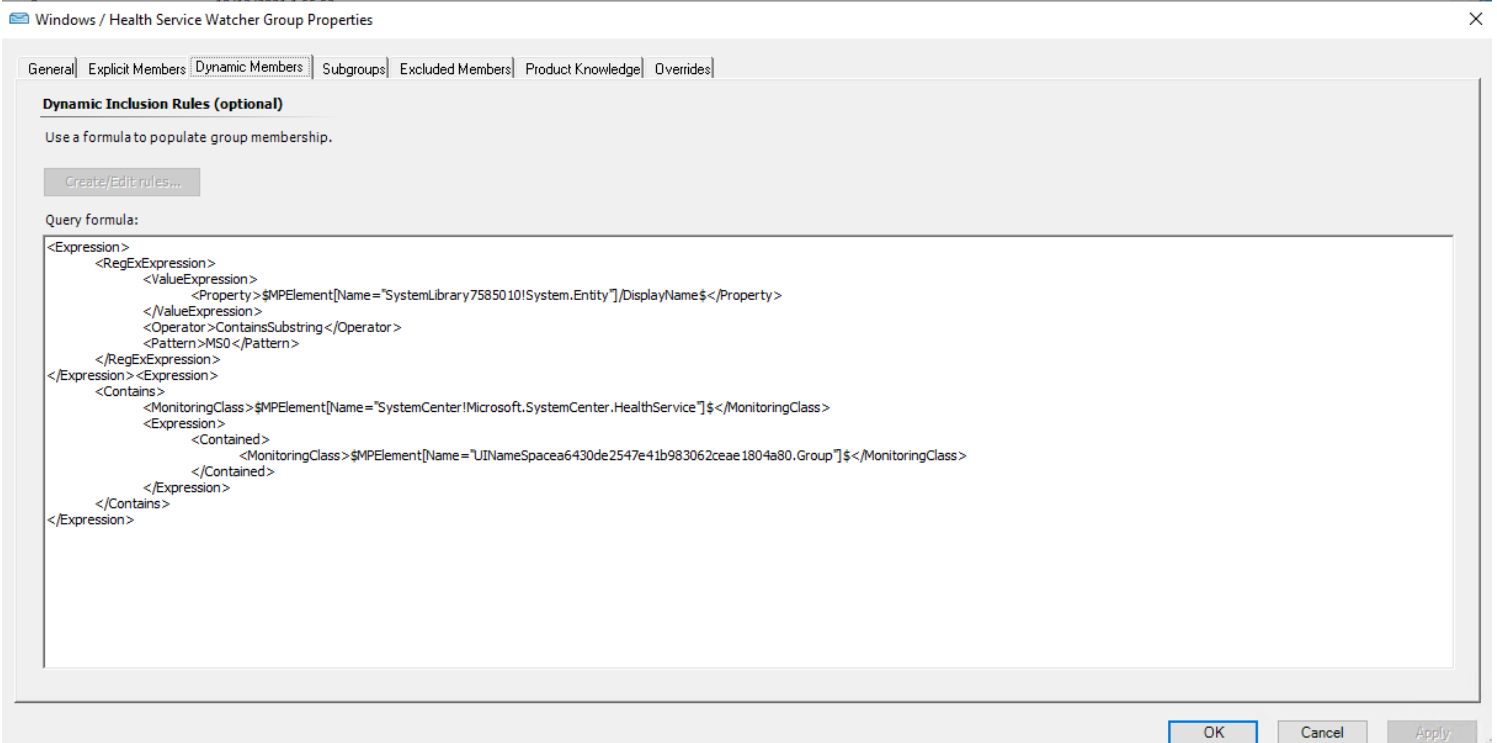 Windows / Health Service Watcher Group Properties
General Explicit Members Dynamic Members Subgroups Excluded Members Product Knowledge Overrides
Dynamic Inclusion Rules (optional)
Use a formula to populate group membership.
Create/Edit rules...
Query formula:
<Expression>
<RegExExpression>
<ValueExpression>
<Property>$MPElement[Name="SystemLibrary7585010!System.Entity"]/DisplayName$</Property>
</ValueExpression>
<Operator>ContainsSubstring</Operator>
<Pattern>MS0</Pattern>
</RegExExpression>
</Expression><Expression>
<Contains>
<MonitoringClass>$MPElement[Name="SystemCenter!Microsoft.SystemCenter.HealthService"]$</MonitoringClass>
<Expression>
<Contained>
<MonitoringClass>$MPElement[Name="UINameSpacea6430de2547e41b983062ceae1804a80.Group"]$</MonitoringClass>
</Contained>
</Expression>
</Contains>
</Expression>
OK Cancel Apply